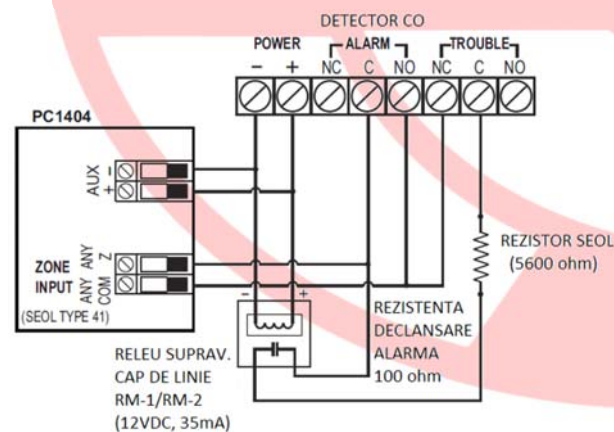 DETECTOR CO
POWER ALARM TROUBLE
- + NC C NO NC C NO
PC1404
AUX - +
ZONE INPUT
ANY Z
ANY COM
(SEOL TYPE 41)
- +
REZISTOR SEOL
(5600 ohm)
REZISTENTA
DECLANSARE
ALARMA
100 ohm
RELEU SUPRAV.
CAP DE LINIE
RM-1/RM-2
(12VDC, 35mA)